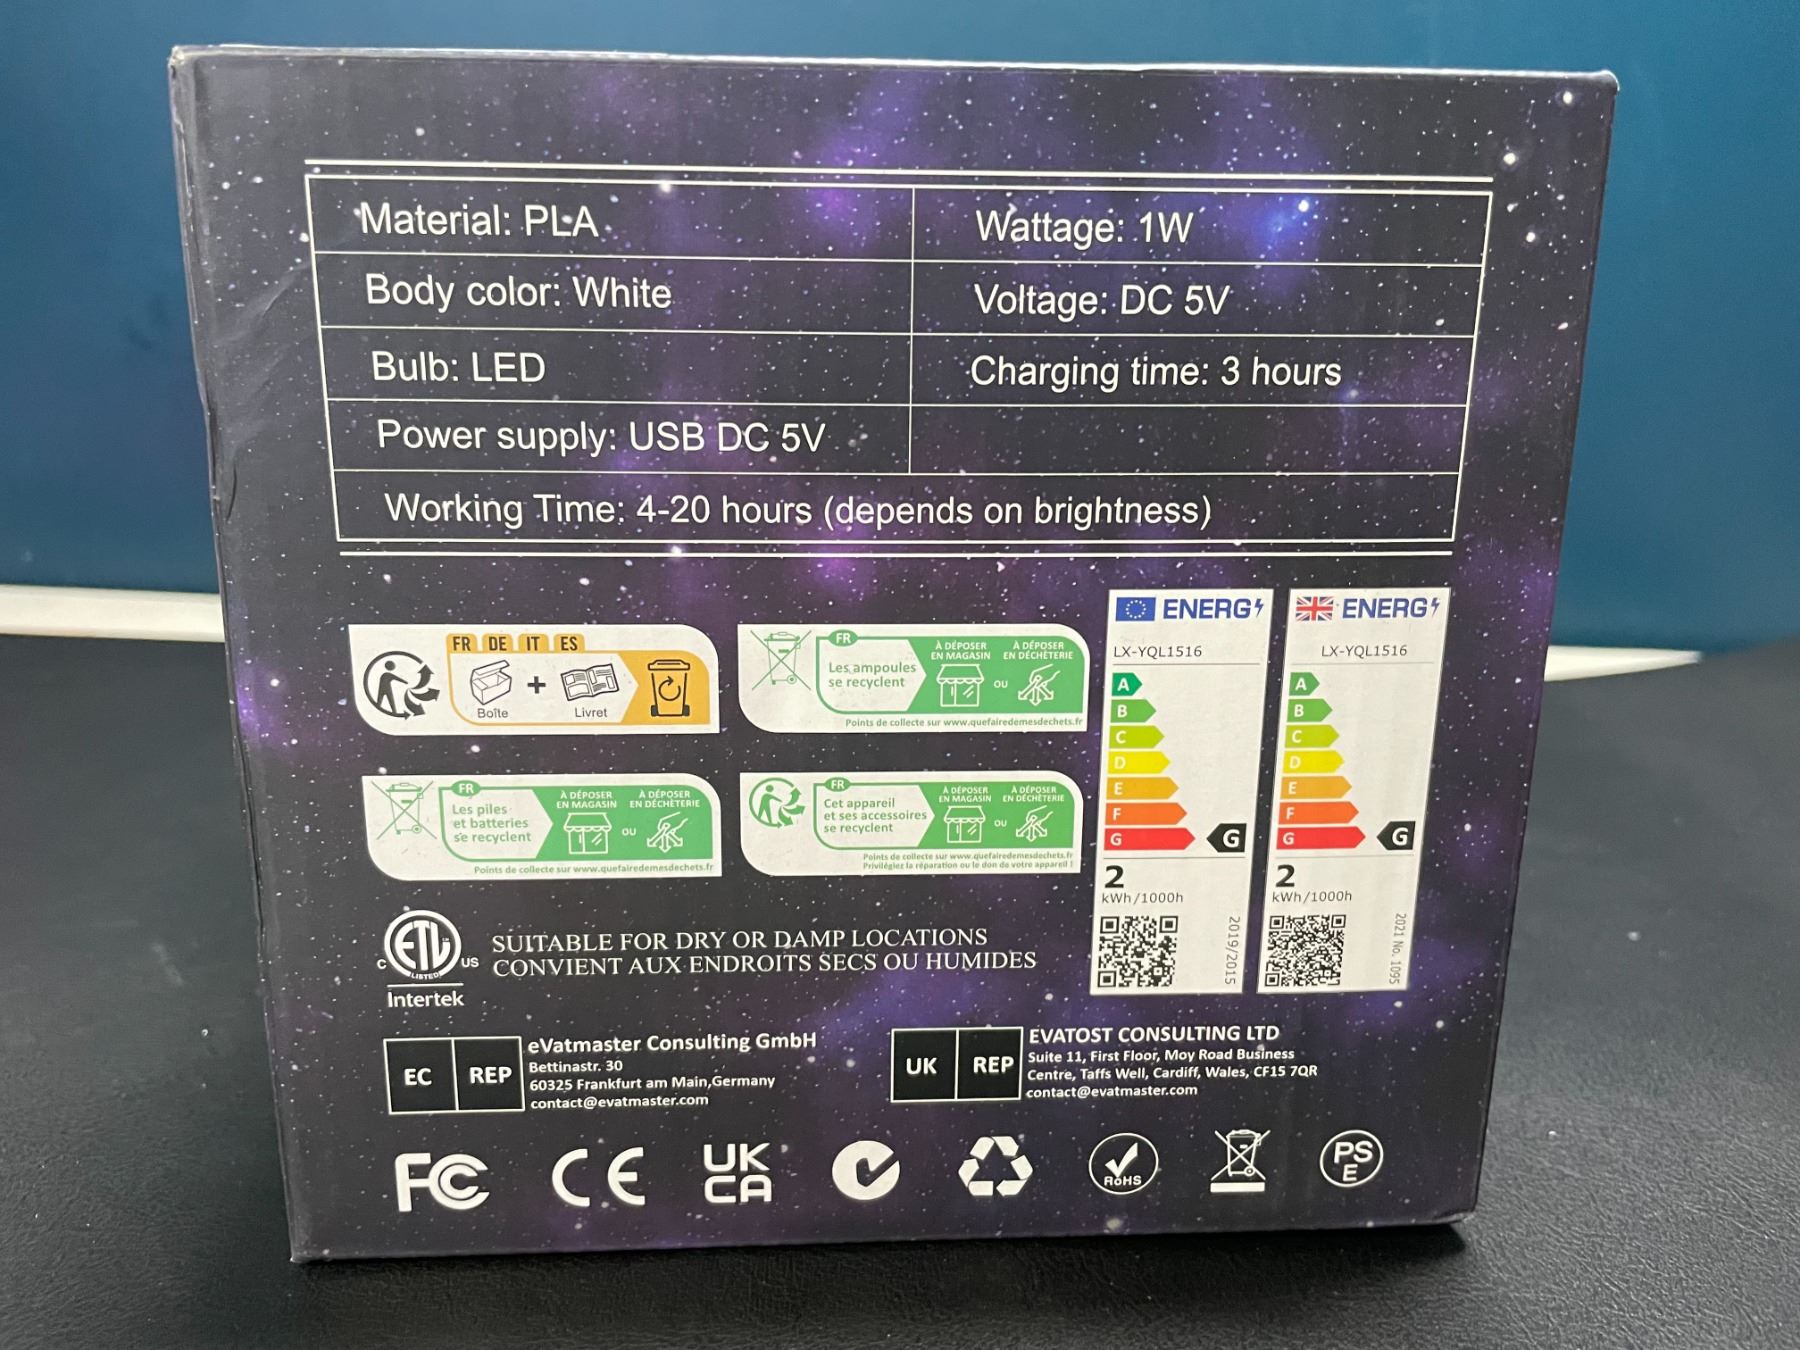 Material: PLA
Wattage: 1W
Body color: White
Voltage: DC 5V
Bulb: LED
Charging time: 3 hours
Power supply: USB DC 5V
Working Time: 4-20 hours (depends on brightness)
FR DE IT ES
Boîte + Livret
FR
Les ampoules
se recyclent
À DÉPOSER
EN MAGASIN
OU
À DÉPOSER
EN DÉCHÈTERIE
Points de collecte sur www.quefairedemesdechets.fr
FR
Les piles
et batteries
se recyclent
À DÉPOSER
EN MAGASIN
OU
À DÉPOSER
EN DÉCHÈTERIE
Points de collecte sur www.quefairedemesdechets.fr
FR
Cet appareil
et ses accessoires
se recyclent
À DÉPOSER
EN MAGASIN
OU
À DÉPOSER
EN DÉCHÈTERIE
Points de collecte sur www.quefairedemesdechets.fr
Privilégiez la réparation ou le don de votre appareil !
ENERG
LX-YQL1516
A
B
C
D
E
F
G
G
2
kWh/1000h
2019/2015
ENERG
LX-YQL1516
A
B
C
D
E
F
G
G
2
kWh/1000h
2021 No. 1095
ETL
LISTED
C US
Intertek
SUITABLE FOR DRY OR DAMP LOCATIONS
CONVIENT AUX ENDROITS SECS OU HUMIDES
EC REP
eVatmaster Consulting GmbH
Bettinastr. 30
60325 Frankfurt am Main,Germany
contact@evatmaster.com
UK REP
EVATOST CONSULTING LTD
Suite 11, First Floor, Moy Road Business
Centre, Taffs Well, Cardiff, Wales, CF15 7QR
contact@evatmaster.com
FC
CE
UK
CA
RoHS
PS
E